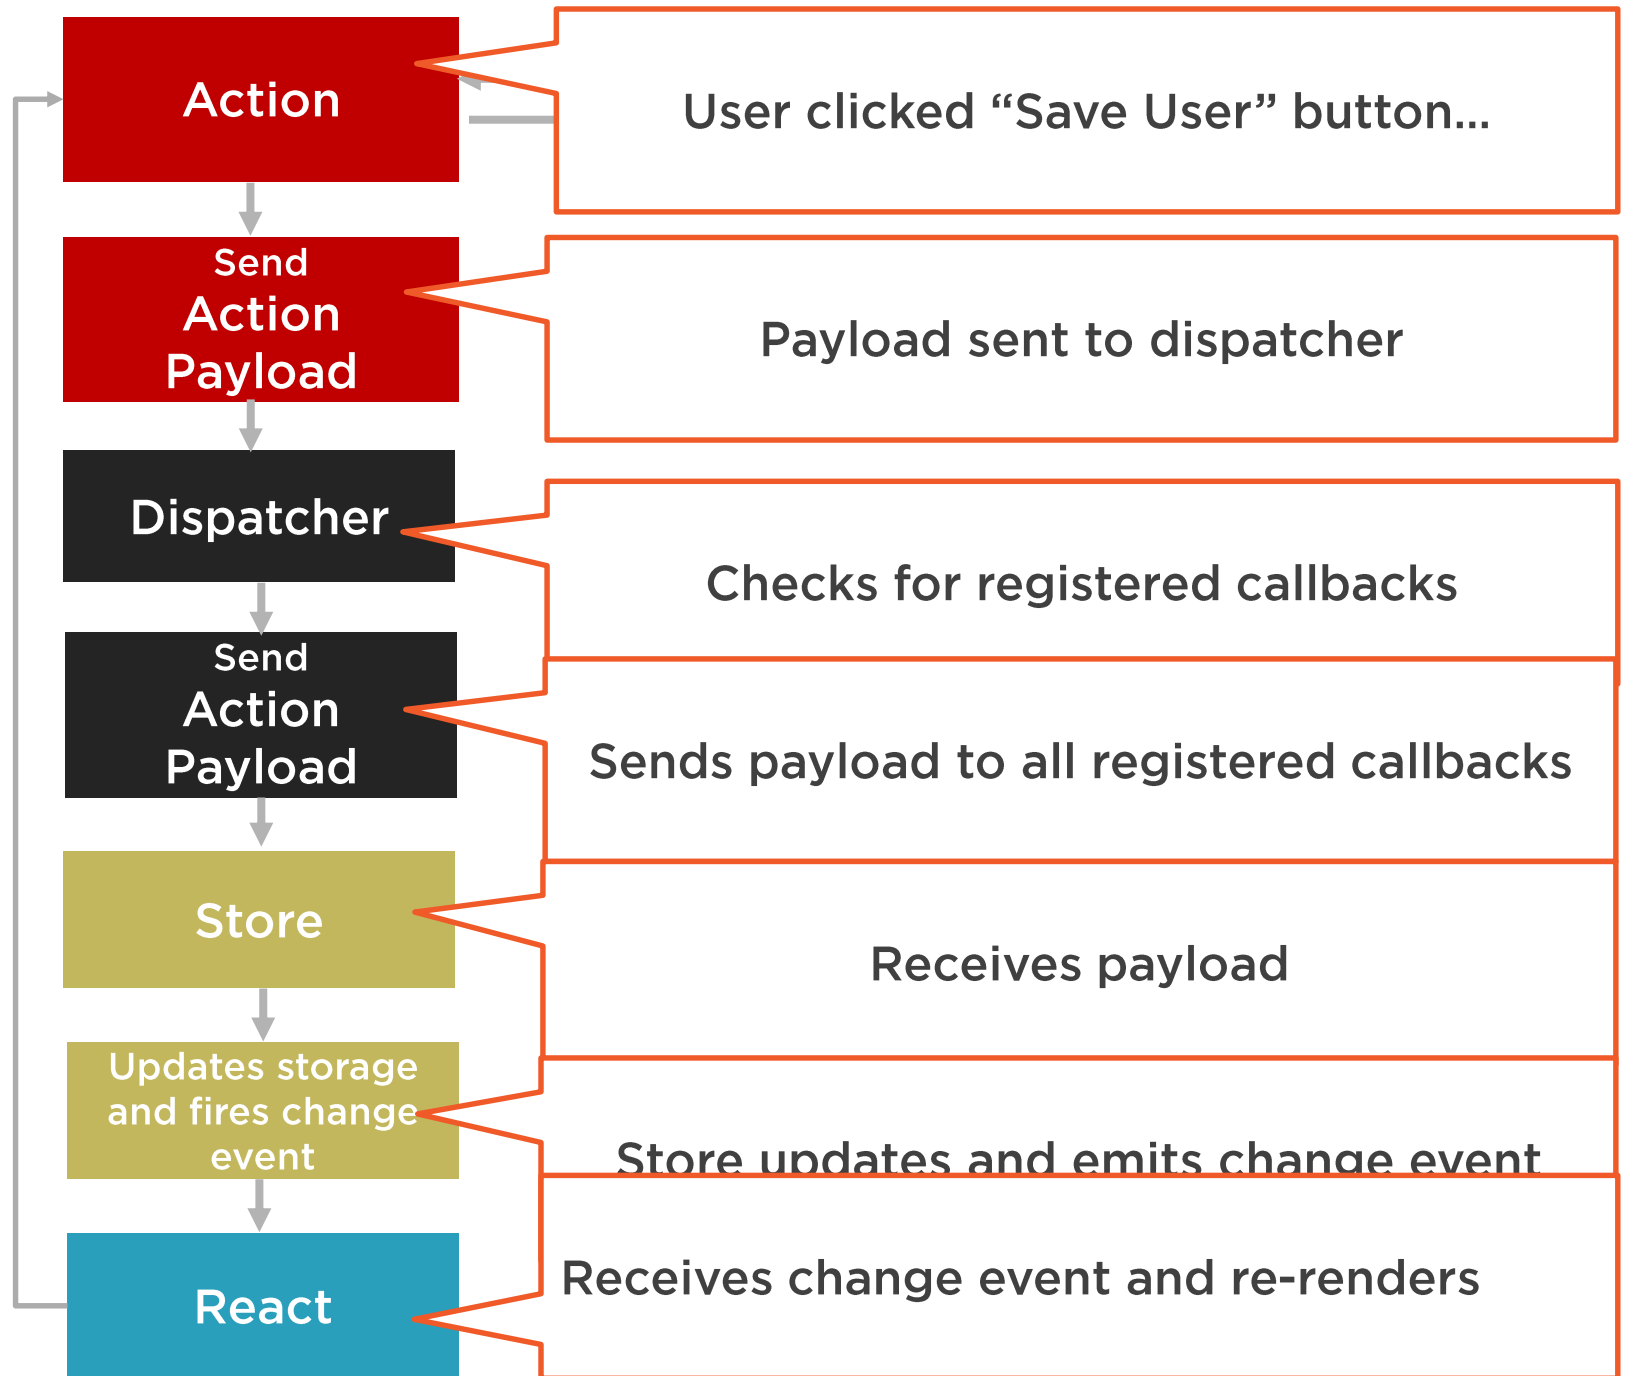 Action
User clicked “Save User” button...
Send
Action
Payload
Payload sent to dispatcher
Dispatcher
Checks for registered callbacks
Send
Action
Payload
Sends payload to all registered callbacks
Store
Receives payload
Updates storage
and fires change
event
Store updates and emits change event
React
Receives change event and re-renders